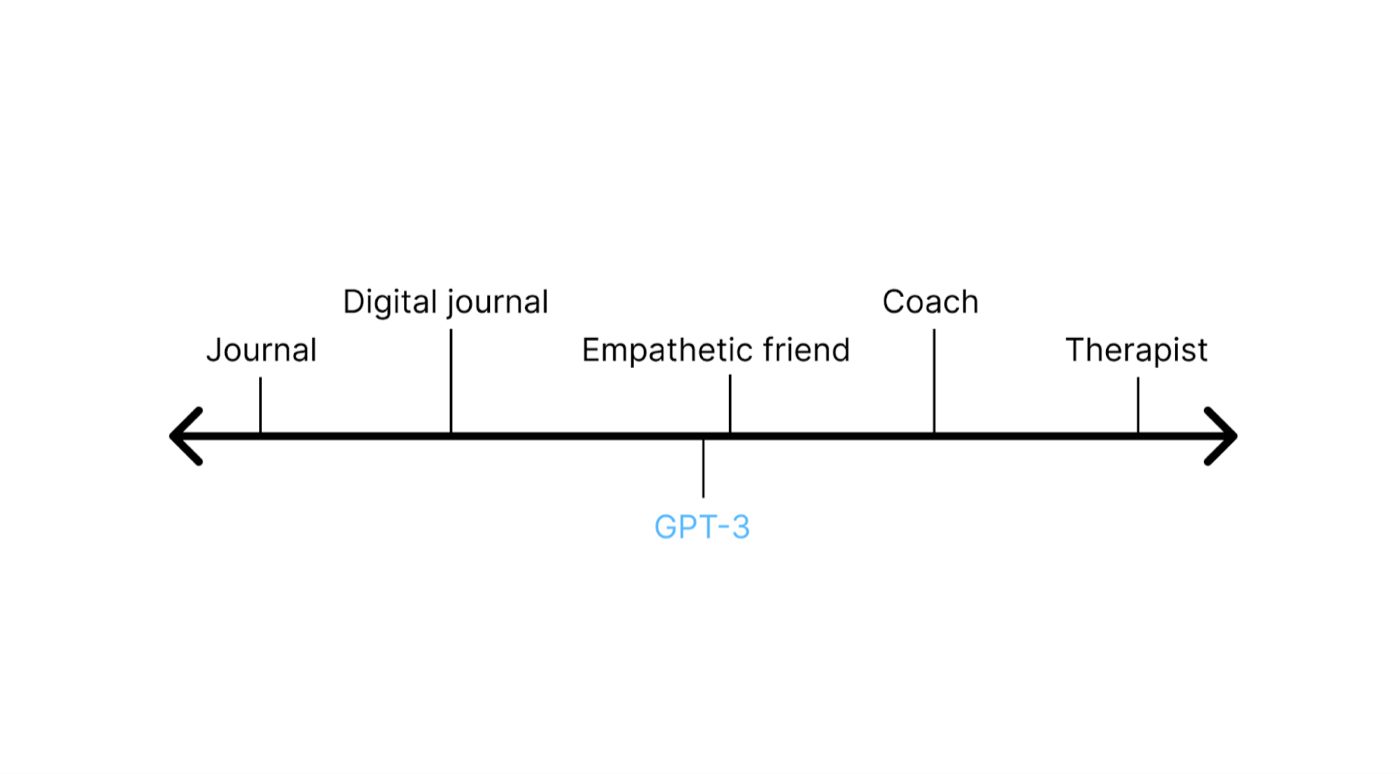 Digital journal
Coach
Journal
Empathetic friend
Therapist
GPT-3